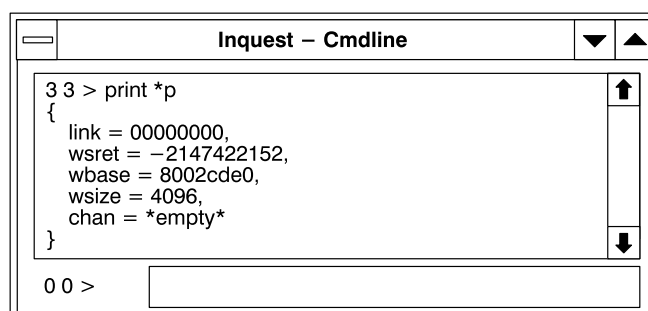 Inquest – Cmdline
3 3 > print *p
{
link = 00000000,
wsret = −2147422152,
wbase = 8002cde0,
wsize = 4096,
chan = *empty*
}
0 0 >